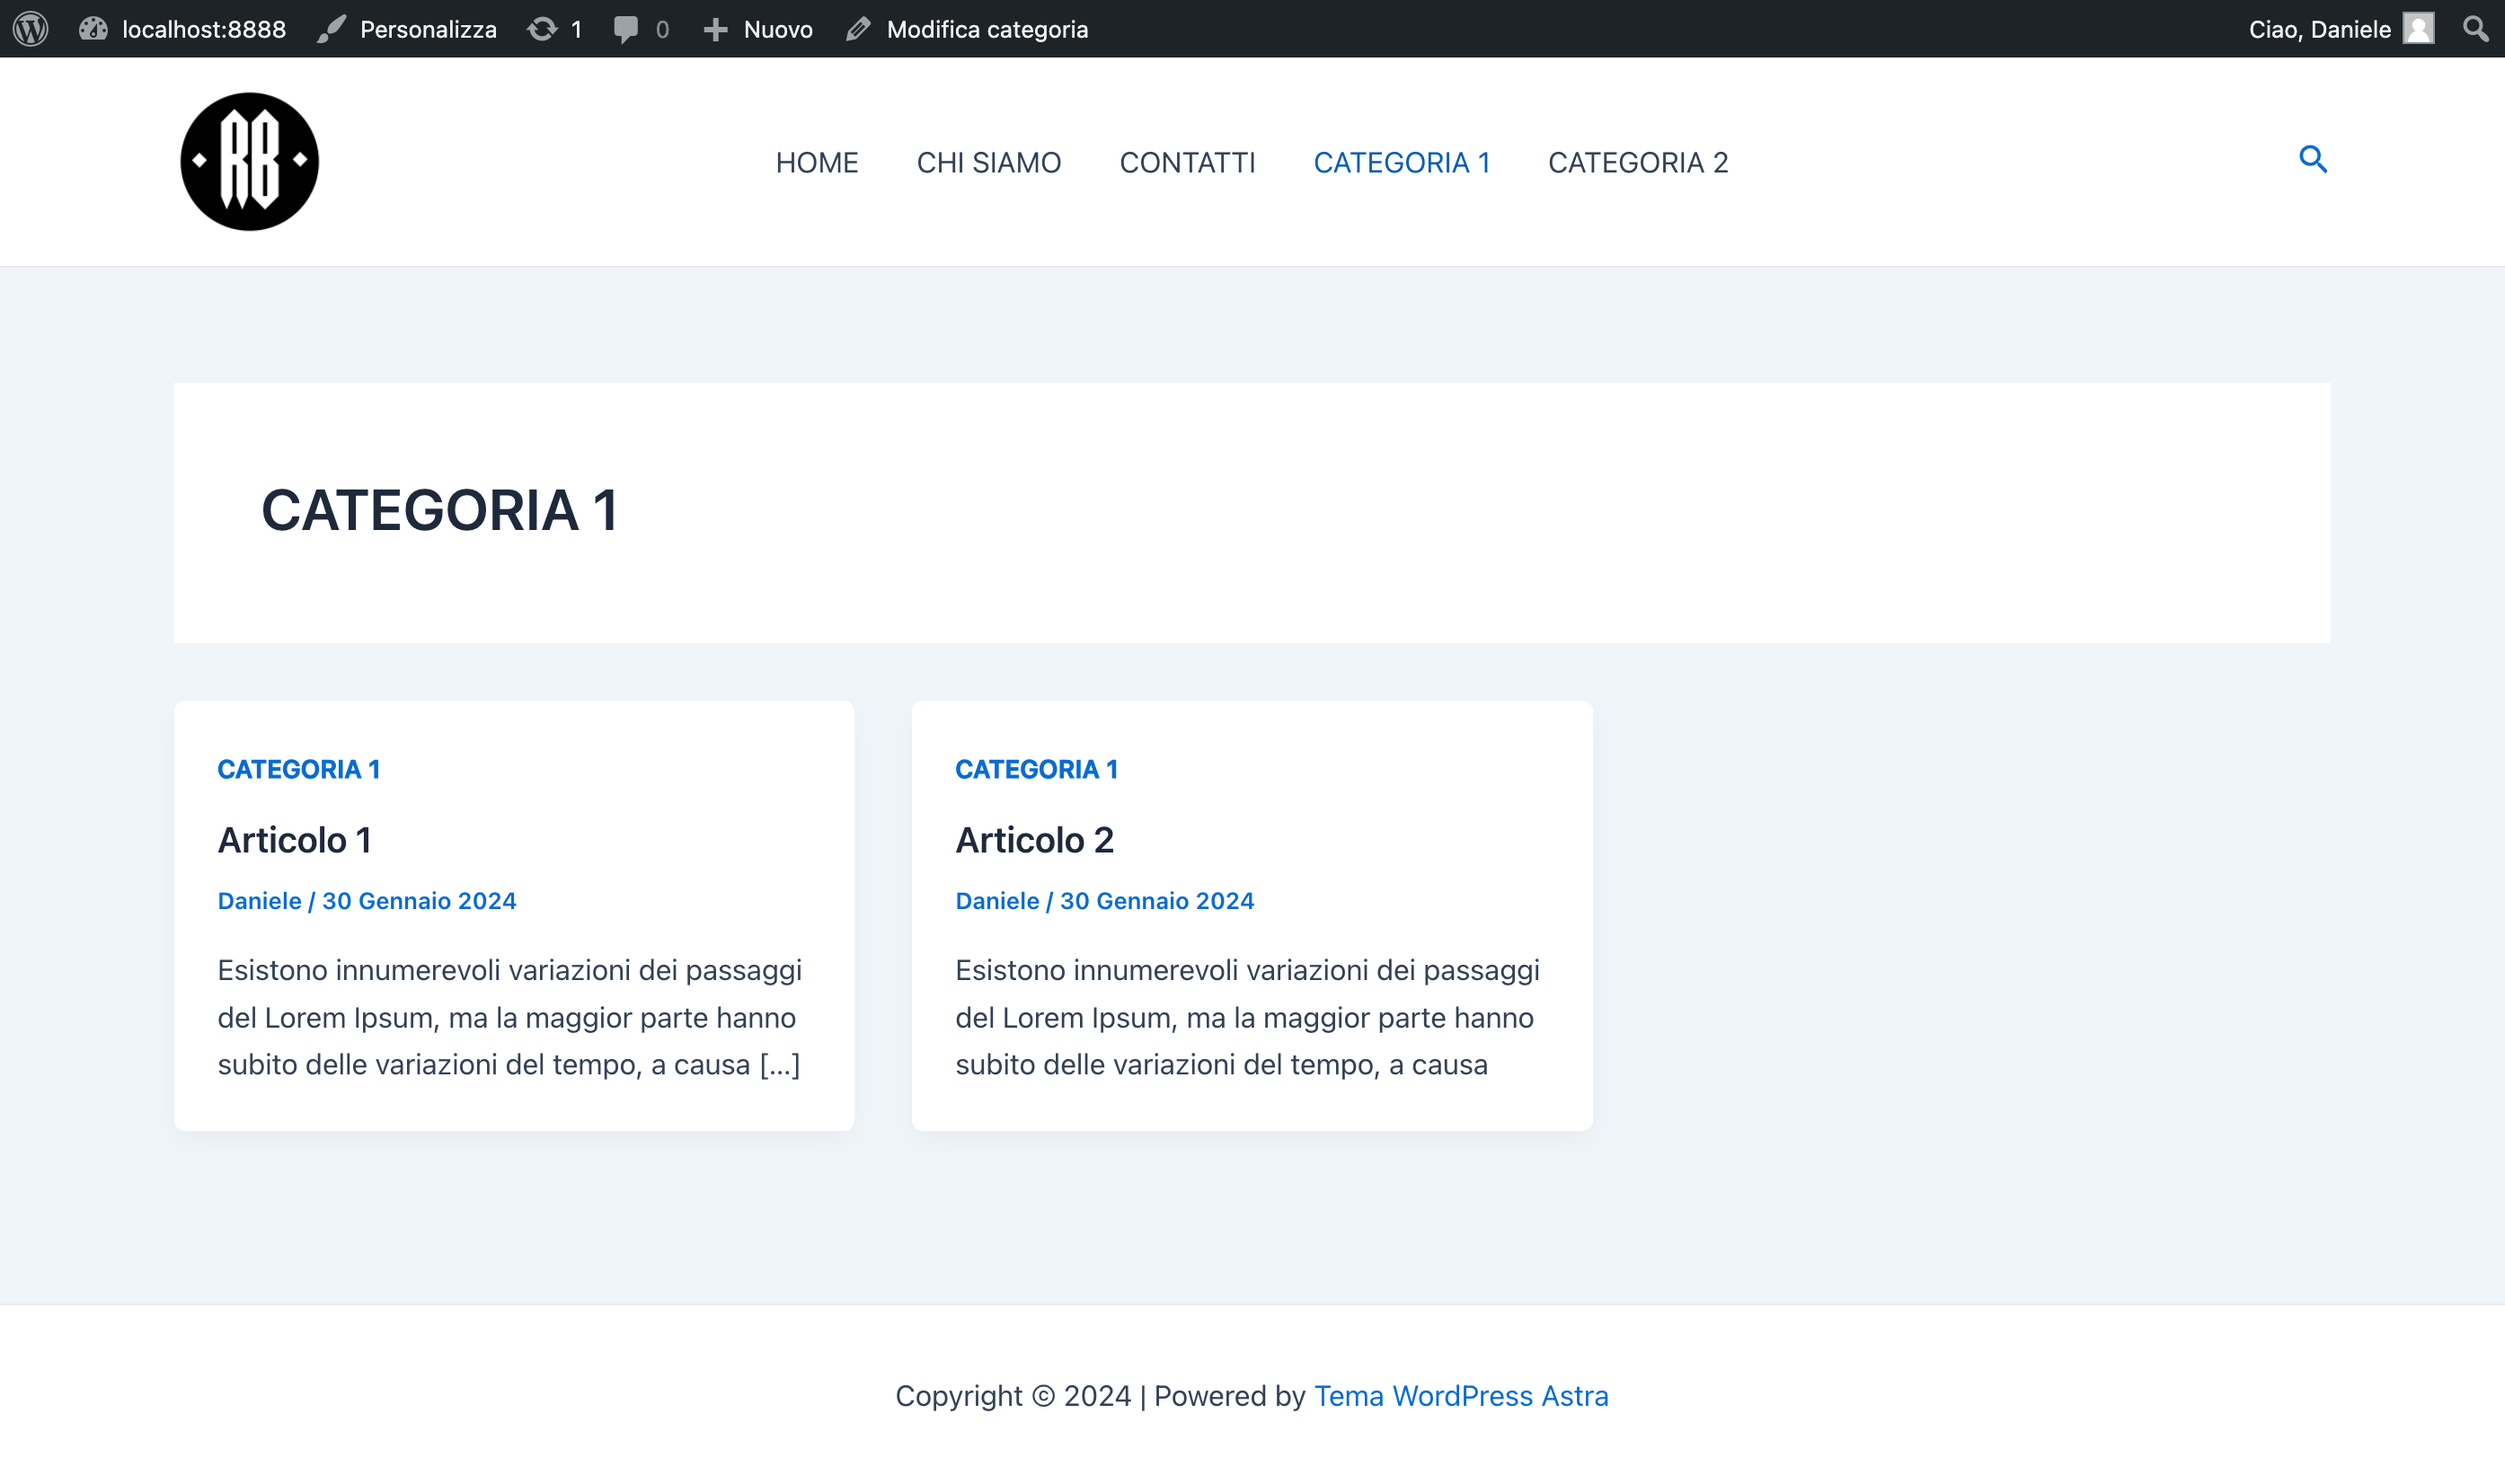 localhost:8888 Personalizza 1 0 Nuovo Modifica categoria Ciao, Daniele
RB
HOME CHI SIAMO CONTATTI CATEGORIA 1 CATEGORIA 2
CATEGORIA 1
CATEGORIA 1
Articolo 1
Daniele / 30 Gennaio 2024
Esistono innumerevoli variazioni dei passaggi
del Lorem Ipsum, ma la maggior parte hanno
subito delle variazioni del tempo, a causa [...]
CATEGORIA 1
Articolo 2
Daniele / 30 Gennaio 2024
Esistono innumerevoli variazioni dei passaggi
del Lorem Ipsum, ma la maggior parte hanno
subito delle variazioni del tempo, a causa
Copyright © 2024 | Powered by Tema WordPress Astra